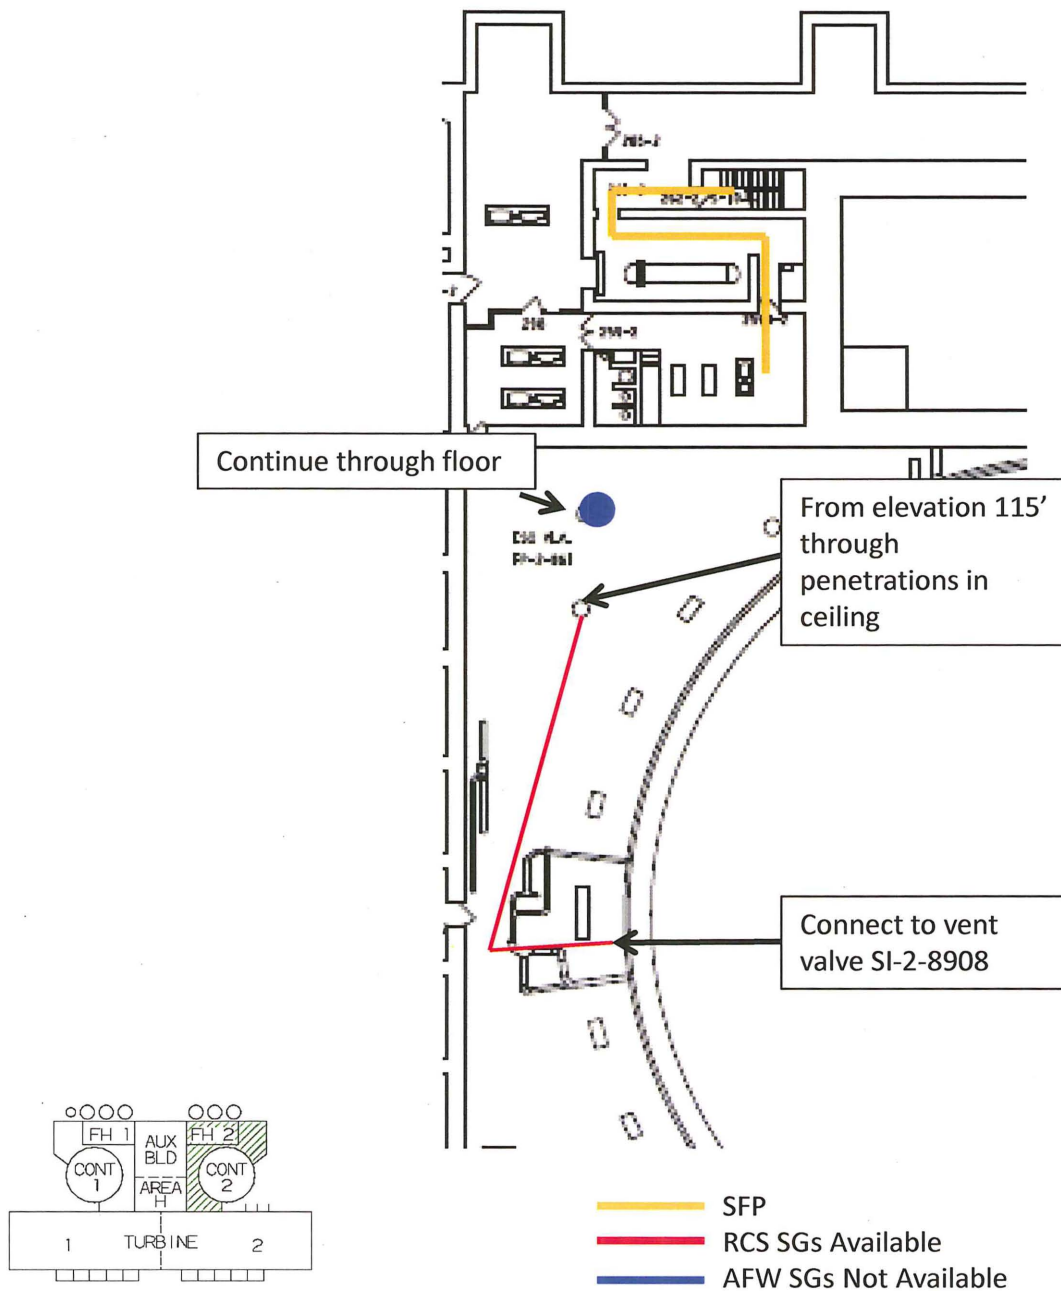 265-2
Continue through floor
From elevation 115’
through
penetrations in
ceiling
Connect to vent
valve SI-2-8908
FH 1
AUX
BLD
FH 2
CONT
1
AREA
H
CONT
2
1
TURBINE
2
SFP
RCS SGs Available
AFW SGs Not Available